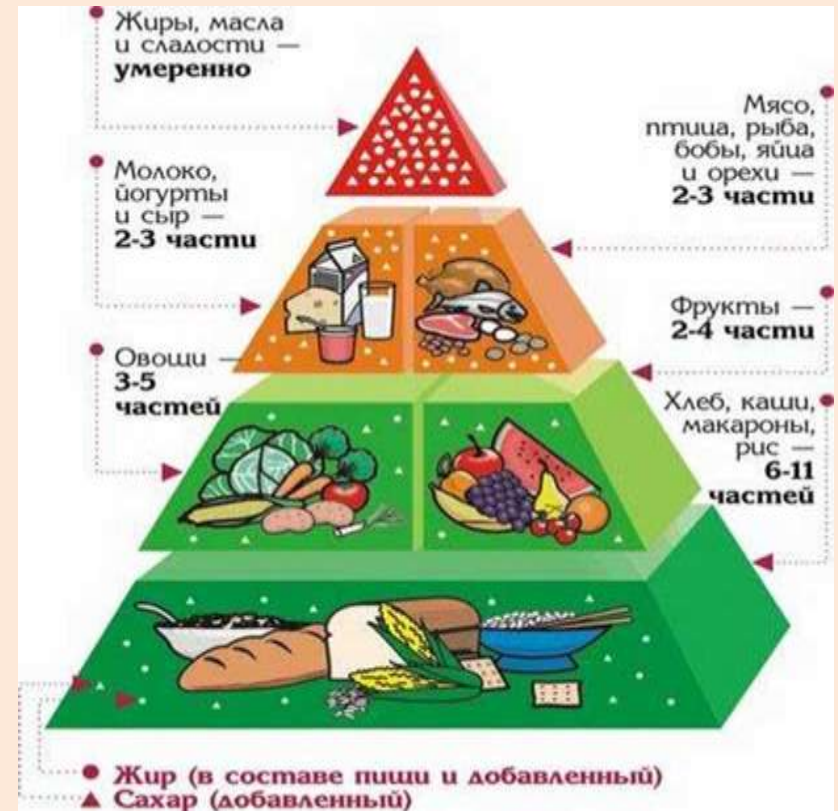 Жиры, масла
и сладости —
умеренно
Молоко,
йогурты
и сыр —
2-3 части
Овощи —
3-5
частей
Мясо,
птица, рыба,
бобы, яйца
и орехи —
2-3 части
Фрукты —
2-4 части
Хлеб, каши,
макароны,
рис —
6-11
частей
Жир (в составе пищи и добавленный)
Сахар (добавленный)